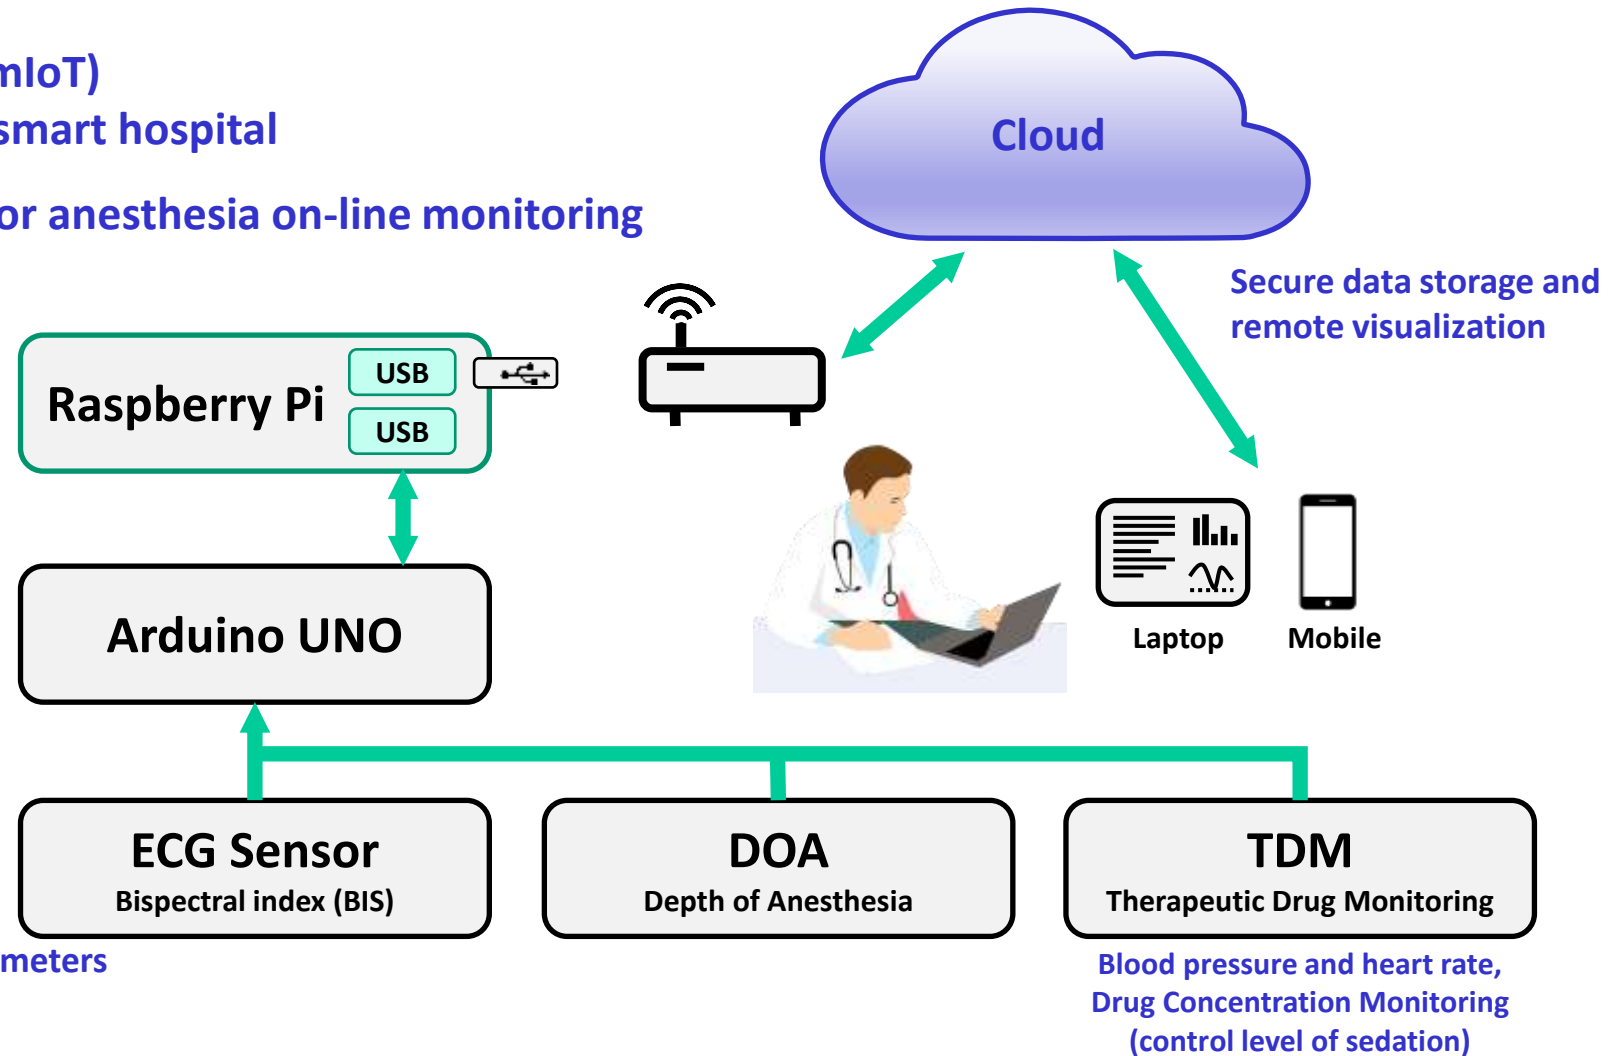 mIoT)
smart hospital
or anesthesia on-line monitoring
Cloud
Secure data storage and
remote visualization
Raspberry Pi
USB
USB
Arduino UNO
Laptop
Mobile
ECG Sensor
Bispectral index (BIS)
DOA
Depth of Anesthesia
TDM
Therapeutic Drug Monitoring
meters
Blood pressure and heart rate,
Drug Concentration Monitoring
(control level of sedation)